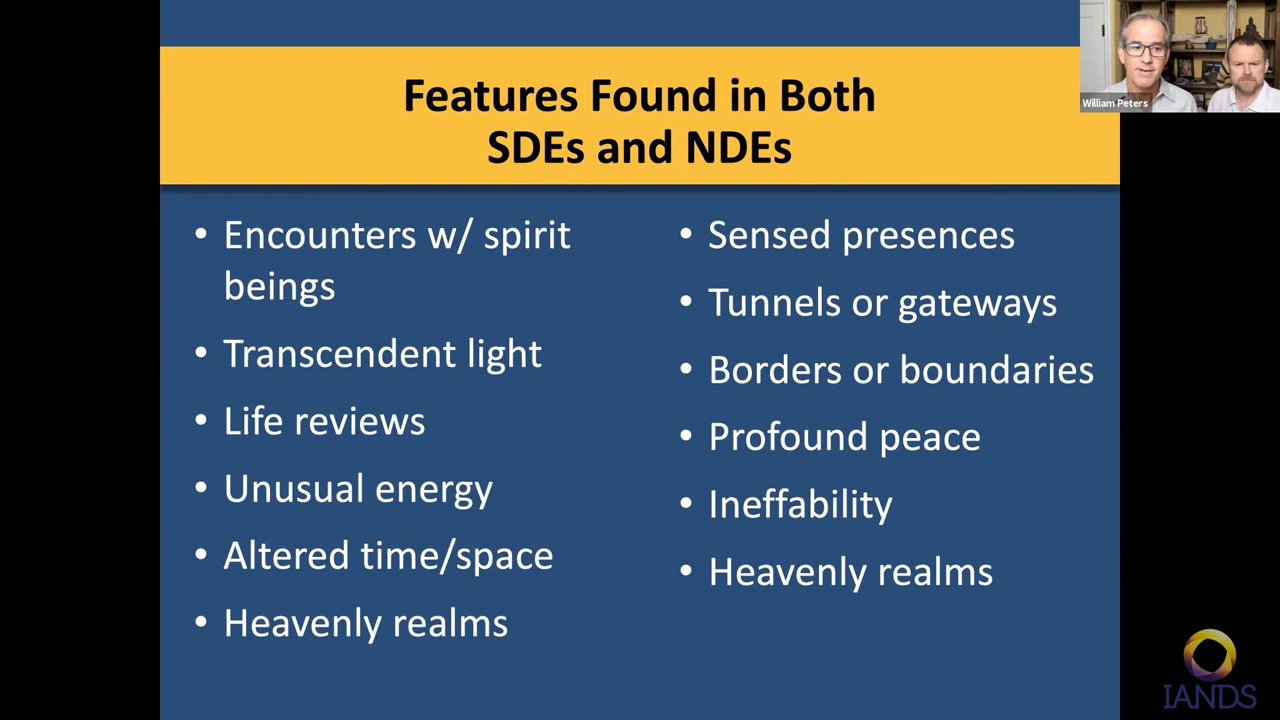 Features Found in Both
SDEs and NDEs
• Encounters w/ spirit
beings
• Transcendent light
• Life reviews
• Unusual energy
• Altered time/space
• Heavenly realms
• Sensed presences
• Tunnels or gateways
• Borders or boundaries
• Profound peace
• Ineffability
• Heavenly realms
William Peters
IANDS